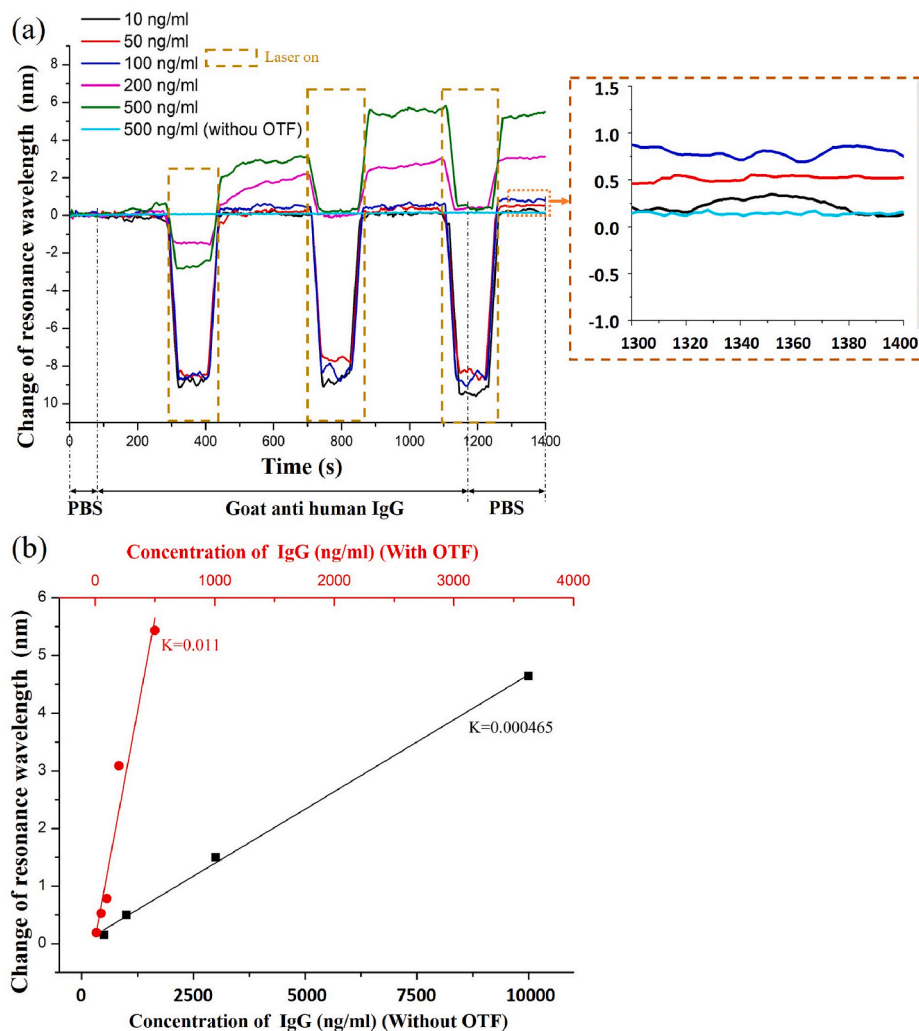 (a)
10 ng/ml
50 ng/ml
100 ng/ml
200 ng/ml
500 ng/ml
500 ng/ml (withou OTF)
Laser on
Change of resonance wavelength (nm)
8
6
4
2
0
-2
-4
-6
-8
10
0 200 400 600 800 1000 1200 1400
Time (s)
PBS Goat anti human IgG PBS
1.5
1.0
0.5
0.0
-0.5
-1.0
1300 1320 1340 1360 1380 1400
(b)
Concentration of IgG (ng/ml) (With OTF)
0 1000 2000 3000 4000
Change of resonance wavelength (nm)
6
5
4
3
2
1
0
K=0.011
K=0.000465
0 2500 5000 7500 10000
Concentration of IgG (ng/ml) (Without OTF)